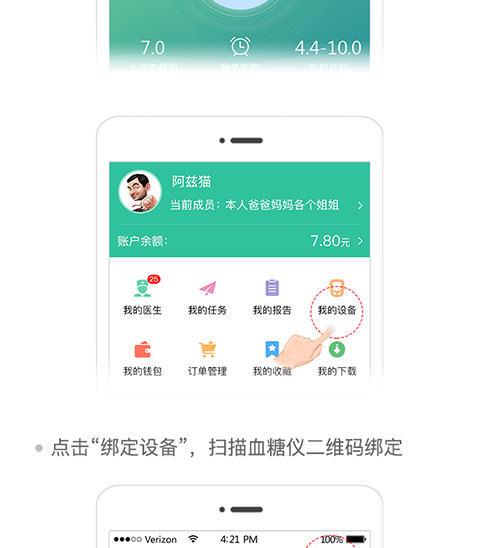 7.0
4.4-10.0
阿兹猫
当前成员：本人爸爸妈妈各个姐姐
账户余额：
7.80元
25
我的医生 我的任务 我的报告 我的设备
我的钱包 订单管理 我的收藏 我的下载
点击“绑定设备”，扫描血糖仪二维码绑定
Verizon 4:21 PM 100%